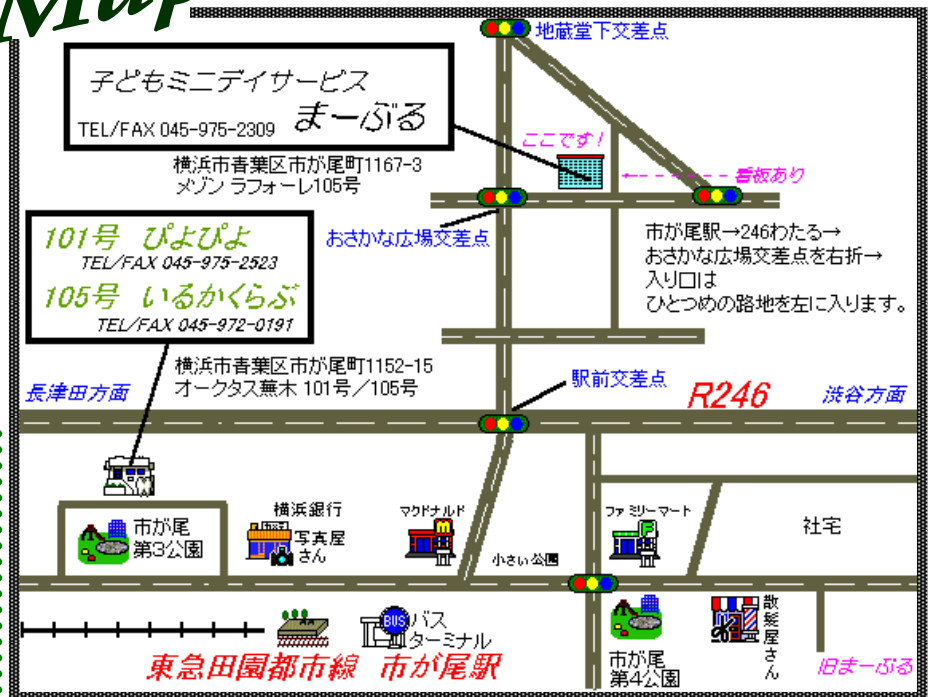 Map
地蔵堂下交差点
子どもミニデイサービス
まーぶる
TEL/FAX 045-975-2309
横浜市青葉区市が尾町1167-3
メゾン ラフォーレ105号
ここです!
看板あり
おさかな広場交差点
市が尾駅→246わたる→
おさかな広場交差点を右折→
入り口は
ひとつめの路地を左に入ります。
101号 ぴよぴよ
TEL/FAX 045-975-2523
105号 いるかくらぶ
TEL/FAX 045-972-0191
横浜市青葉区市が尾町1152-15
オークタス蕪木 101号/105号
長津田方面
駅前交差点
R246
渋谷方面
市が尾
第3公園
横浜銀行
写真屋
さん
マクドナルド
小さい公園
ファミリーマート
社宅
BUS
バス
ターミナル
東急田園都市線 市が尾駅
市が尾
第4公園
散髪屋さん
旧まーぶる